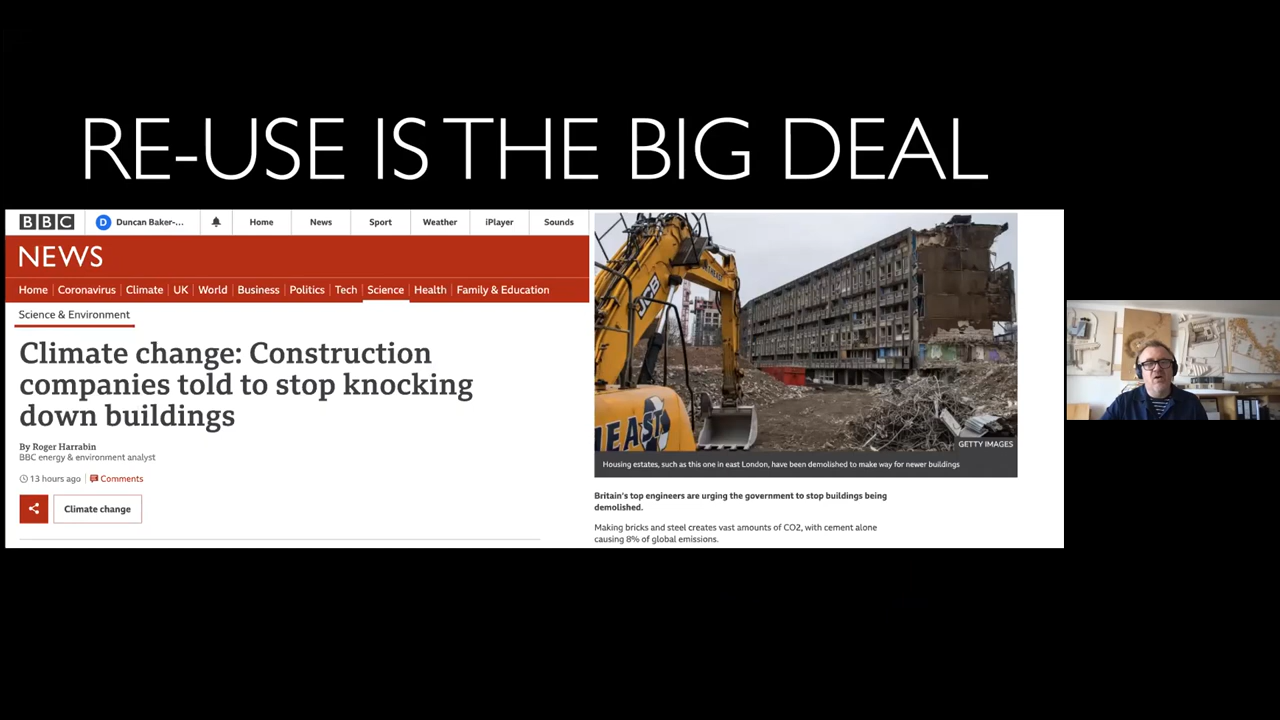 RE-USE IS THE BIG DEAL
BBC
D Duncan Baker-...
Home
News
Sport
Weather
iPlayer
Sounds
NEWS
Home
Coronavirus
Climate
UK
World
Business
Politics
Tech
Science
Health
Family & Education
Science & Environment
Climate change: Construction
companies told to stop knocking
down buildings
By Roger Harrabin
BBC energy & environment analyst
13 hours ago
Comments
Climate change
JCB
GETTY IMAGES
Housing estates, such as this one in east London, have been demolished to make way for newer buildings
Britain's top engineers are urging the government to stop buildings being
demolished.
Making bricks and steel creates vast amounts of CO2, with cement alone
causing 8% of global emissions.